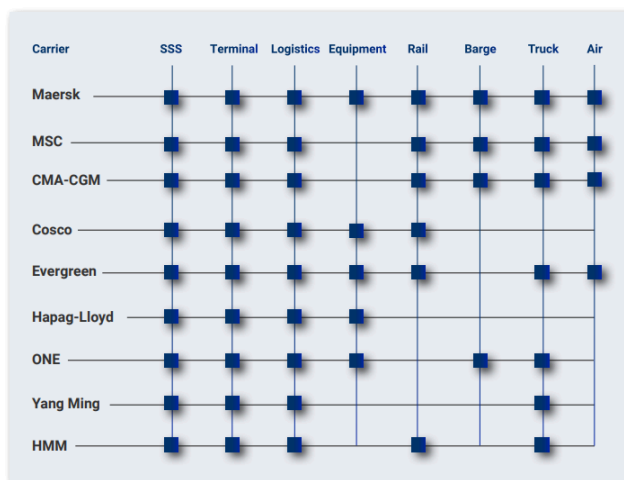 Carrier SSS Terminal Logistics Equipment Rail Barge Truck Air
Maersk
MSC
CMA-CGM
Cosco
Evergreen
Hapag-Lloyd
ONE
Yang Ming
HMM